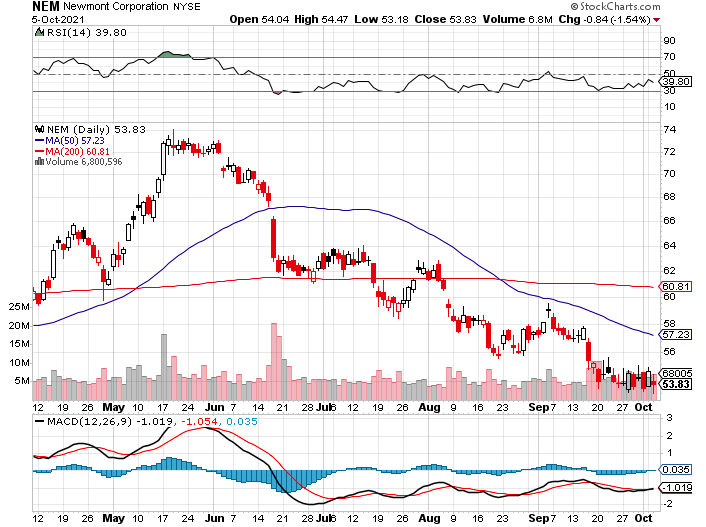 NEM Newmont Corporation NYSE © StockCharts.com
5-Oct-2021 Open 54.04 High 54.47 Low 53.18 Close 53.83 Volume 6.8M Chg -0.84 (-1.54%)
RSI(14) 39.80
90
70
50
39.80
30
10
NEM (Daily) 53.83
MA(50) 57.23
MA(200) 60.81
Volume 6,800,596
74
72
70
68
66
64
62
60.81
60
58
57.23
56
68005
53.83
25M
20M
15M
10M
5M
12 19 26 May 10 17 24 Jun 7 14 21 28 Jul 6 12 19 26 Aug 9 16 23 Sep 7 13 20 27 Oct
MACD(12,26,9) -1.019, -1.054, 0.035
3
2
1
0.035
-1.019
-2
12 19 26 May 10 17 24 Jun 7 14 21 28 Jul 6 12 19 26 Aug 9 16 23 Sep 7 13 20 27 Oct